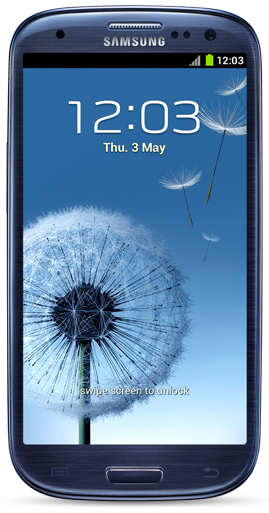 SAMSUNG
12:03
12:03
Thu. 3 May
swipe screen to unlock